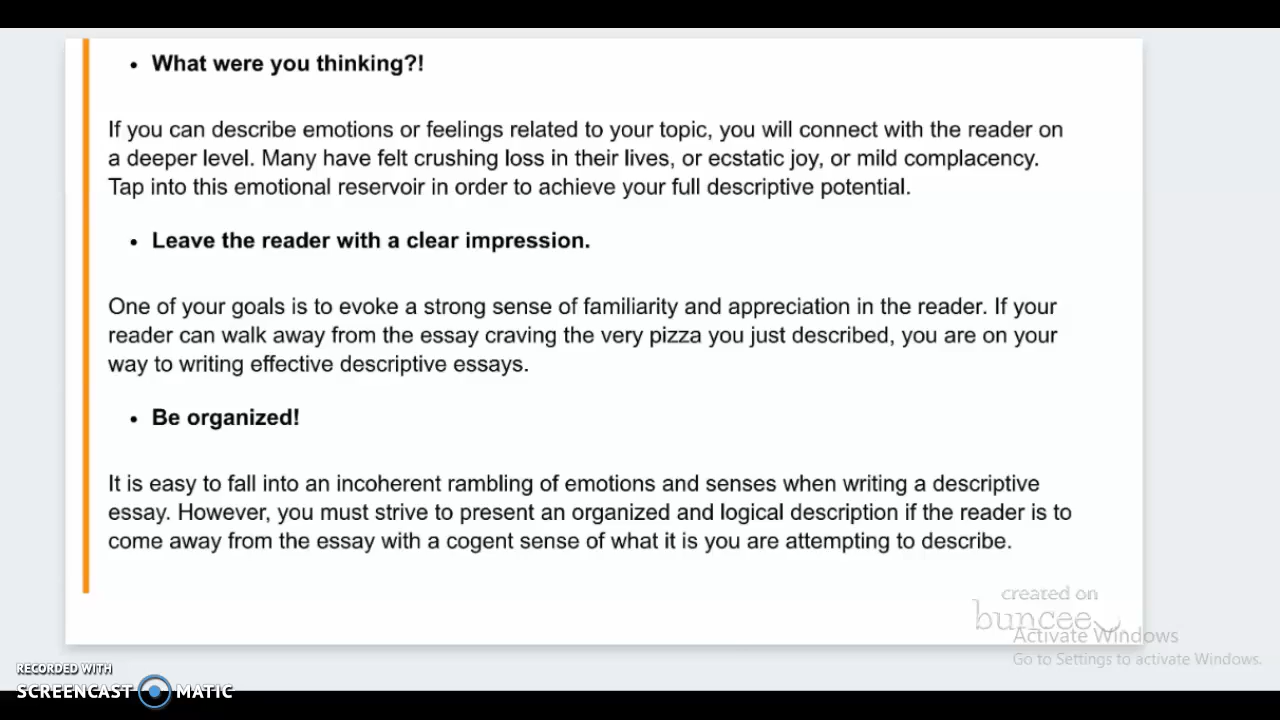 • What were you thinking?!
If you can describe emotions or feelings related to your topic, you will connect with the reader on
a deeper level. Many have felt crushing loss in their lives, or ecstatic joy, or mild complacency.
Tap into this emotional reservoir in order to achieve your full descriptive potential.
• Leave the reader with a clear impression.
One of your goals is to evoke a strong sense of familiarity and appreciation in the reader. If your
reader can walk away from the essay craving the very pizza you just described, you are on your
way to writing effective descriptive essays.
• Be organized!
It is easy to fall into an incoherent rambling of emotions and senses when writing a descriptive
essay. However, you must strive to present an organized and logical description if the reader is to
come away from the essay with a cogent sense of what it is you are attempting to describe.
created on
buncee
Activate Windows
Go to Settings to activate Windows.
RECORDED WITH
SCREENCAST MATIC